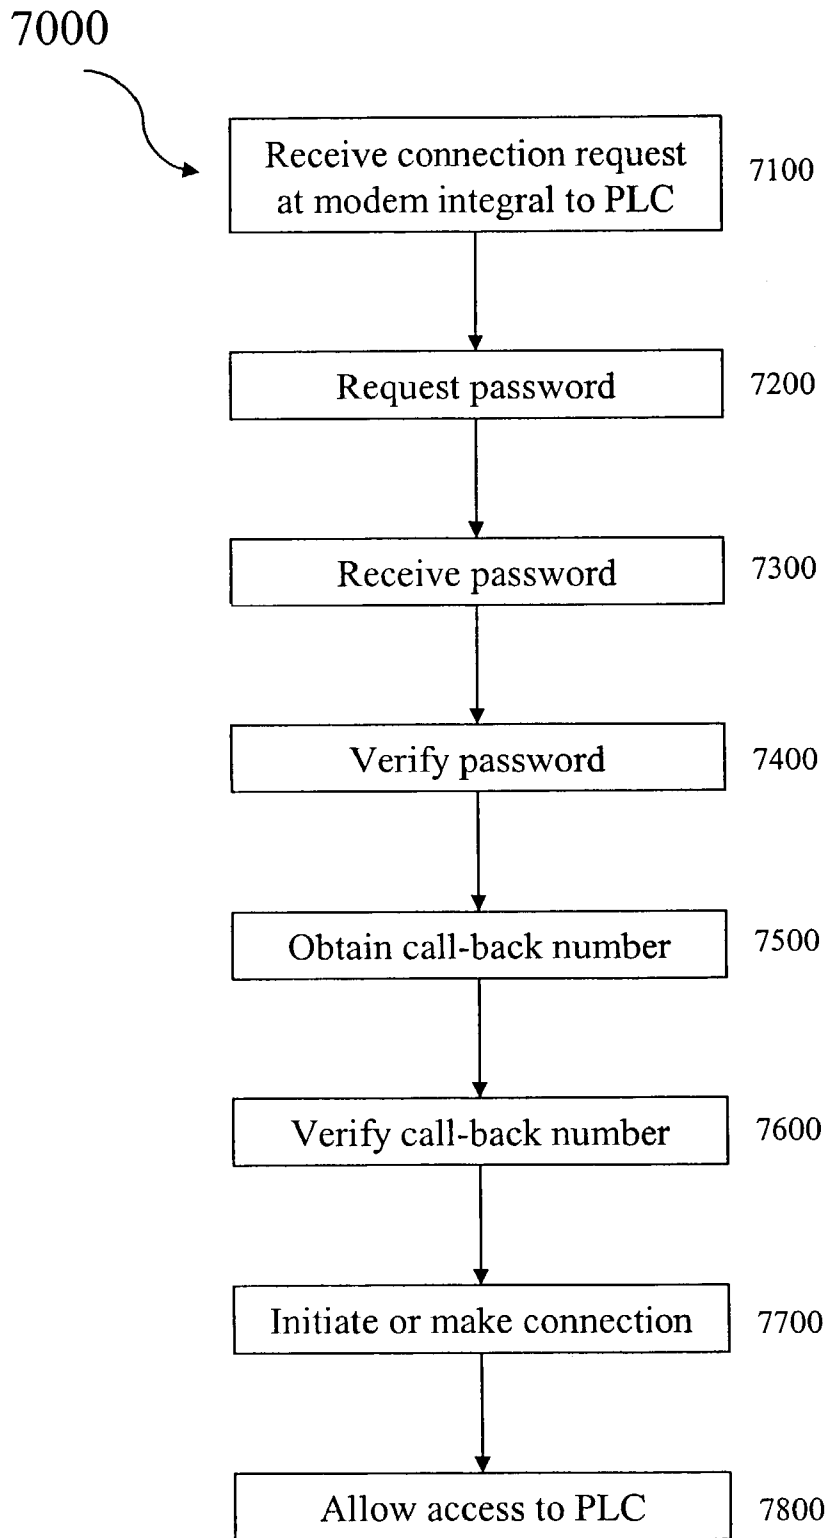 7000
Receive connection request
at modem integral to PLC
7100
Request password
7200
Receive password
7300
Verify password
7400
Obtain call-back number
7500
Verify call-back number
7600
Initiate or make connection
7700
Allow access to PLC
7800